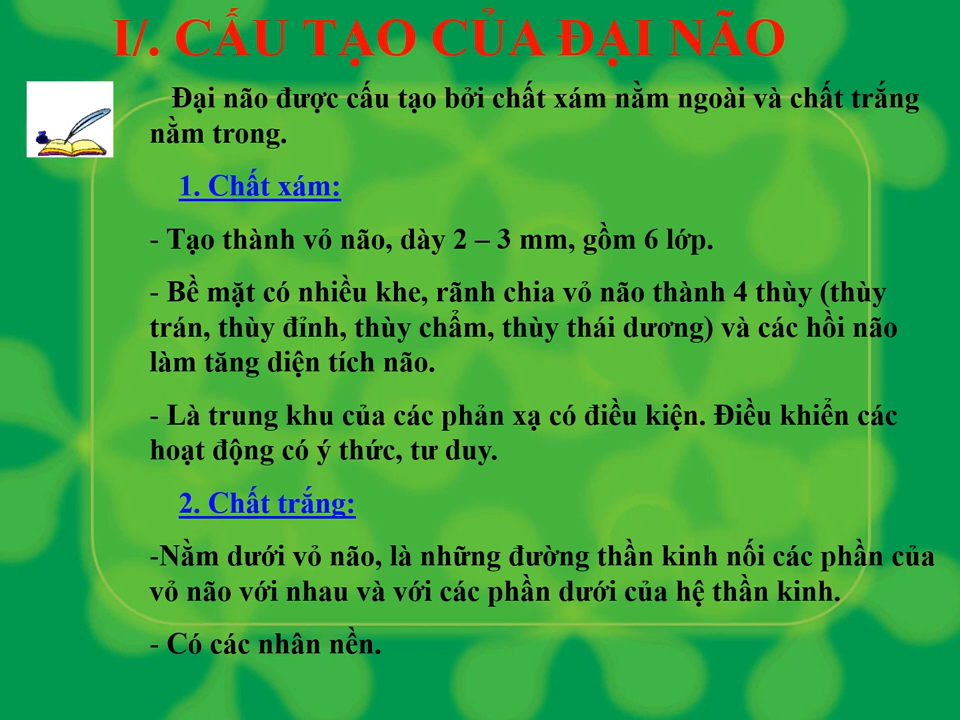 I/. CẤU TẠO CỦA ĐẠI NÃO
Đại não được cấu tạo bởi chất xám nằm ngoài và chất trắng
nằm trong.
1. Chất xám:
- Tạo thành vỏ não, dày 2 – 3 mm, gồm 6 lớp.
- Bề mặt có nhiều khe, rãnh chia vỏ não thành 4 thùy (thùy
trán, thùy đỉnh, thùy chẩm, thùy thái dương) và các hồi não
làm tăng diện tích não.
- Là trung khu của các phản xạ có điều kiện. Điều khiển các
hoạt động có ý thức, tư duy.
2. Chất trắng:
-Nằm dưới vỏ não, là những đường thần kinh nối các phần của
vỏ não với nhau và với các phần dưới của hệ thần kinh.
- Có các nhân nền.